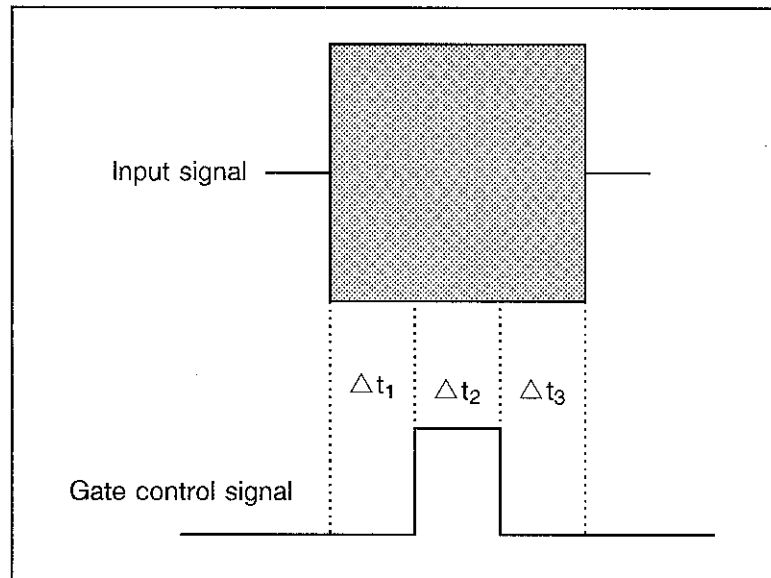 Input signal
△t₁ △t₂ △t₃
Gate control signal